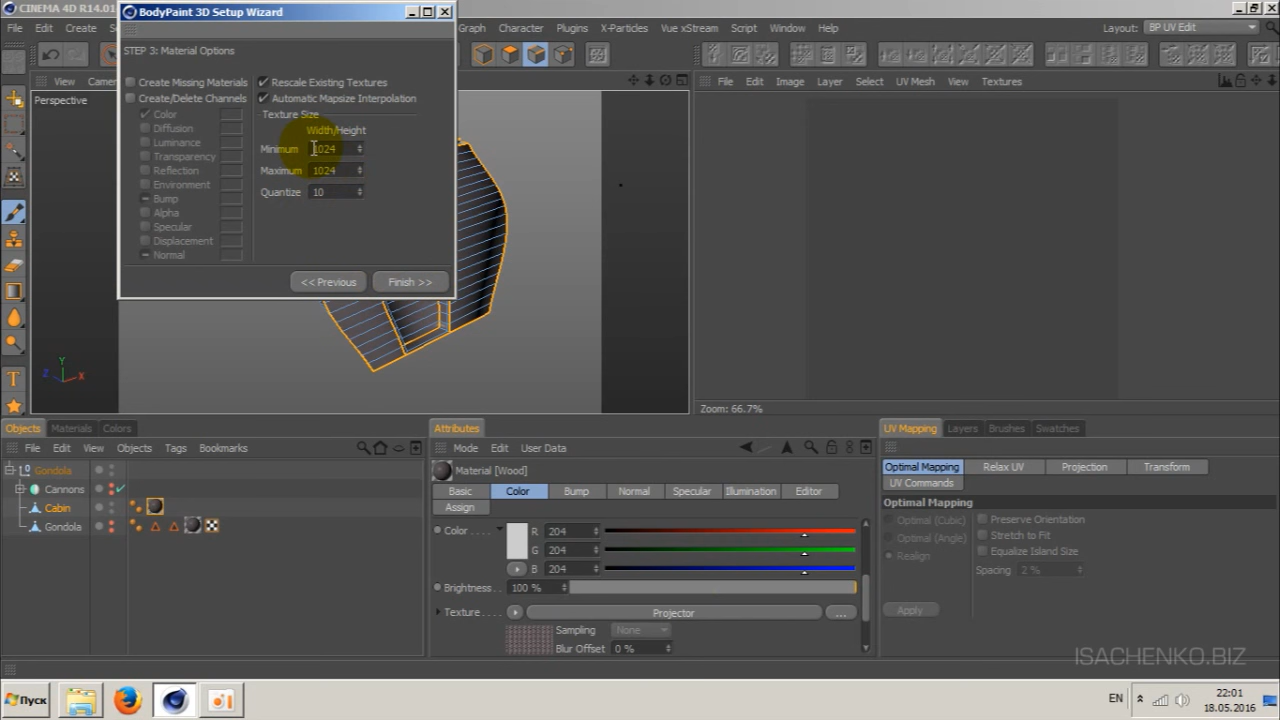 CINEMA 4D R14.01
BodyPaint 3D Setup Wizard
File Edit Create Graph Character Plugins X-Particles Vue xStream Script Window Help Layout: BP UV Edit
STEP 3: Material Options
Create Missing Materials
Create/Delete Channels
Color
Diffusion
Luminance
Transparency
Reflection
Environment
Bump
Alpha
Specular
Displacement
Normal
Rescale Existing Textures
Automatic Mapsize Interpolation
Texture Size
Width/Height
Minimum 1024
Maximum 1024
Quantize 10
<< Previous Finish >>
View
Perspective
Y
Z X
File Edit Image Layer Select UV Mesh View Textures
Zoom: 66.7%
Objects Materials Colors
File Edit View Objects Tags Bookmarks
Gondola
Cannons
Cabin
Gondola
Attributes
Mode Edit User Data
Material [Wood]
Basic Color Bump Normal Specular Illumination Editor
Assign
Color R 204
G 204
B 204
Brightness 100 %
Texture Projector ...
Sampling None
Blur Offset 0 %
UV Mapping Layers Brushes Swatches
Optimal Mapping Relax UV Projection Transform
UV Commands
Optimal Mapping
Optimal (Cubic)
Optimal (Angle)
Realign
Preserve Orientation
Stretch to Fit
Equalize Island Size
Spacing 2 %
Apply
ISACHENKO.BIZ
Пуск
EN
22:01
18.05.2016